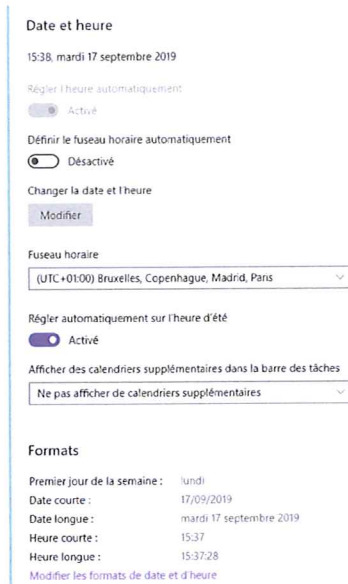 Date et heure
15:38, mardi 17 septembre 2019
Régler l'heure automatiquement
Activé
Définir le fuseau horaire automatiquement
Désactivé
Changer la date et l'heure
Modifier
Fuseau horaire
(UTC+01:00) Bruxelles, Copenhague, Madrid, Paris
Régler automatiquement sur l'heure d'été
Activé
Afficher des calendriers supplémentaires dans la barre des tâches
Ne pas afficher de calendriers supplémentaires
Formats
Premier jour de la semaine : lundi
Date courte : 17/09/2019
Date longue : mardi 17 septembre 2019
Heure courte : 15:37
Heure longue : 15:37:28
Modifier les formats de date et d'heure